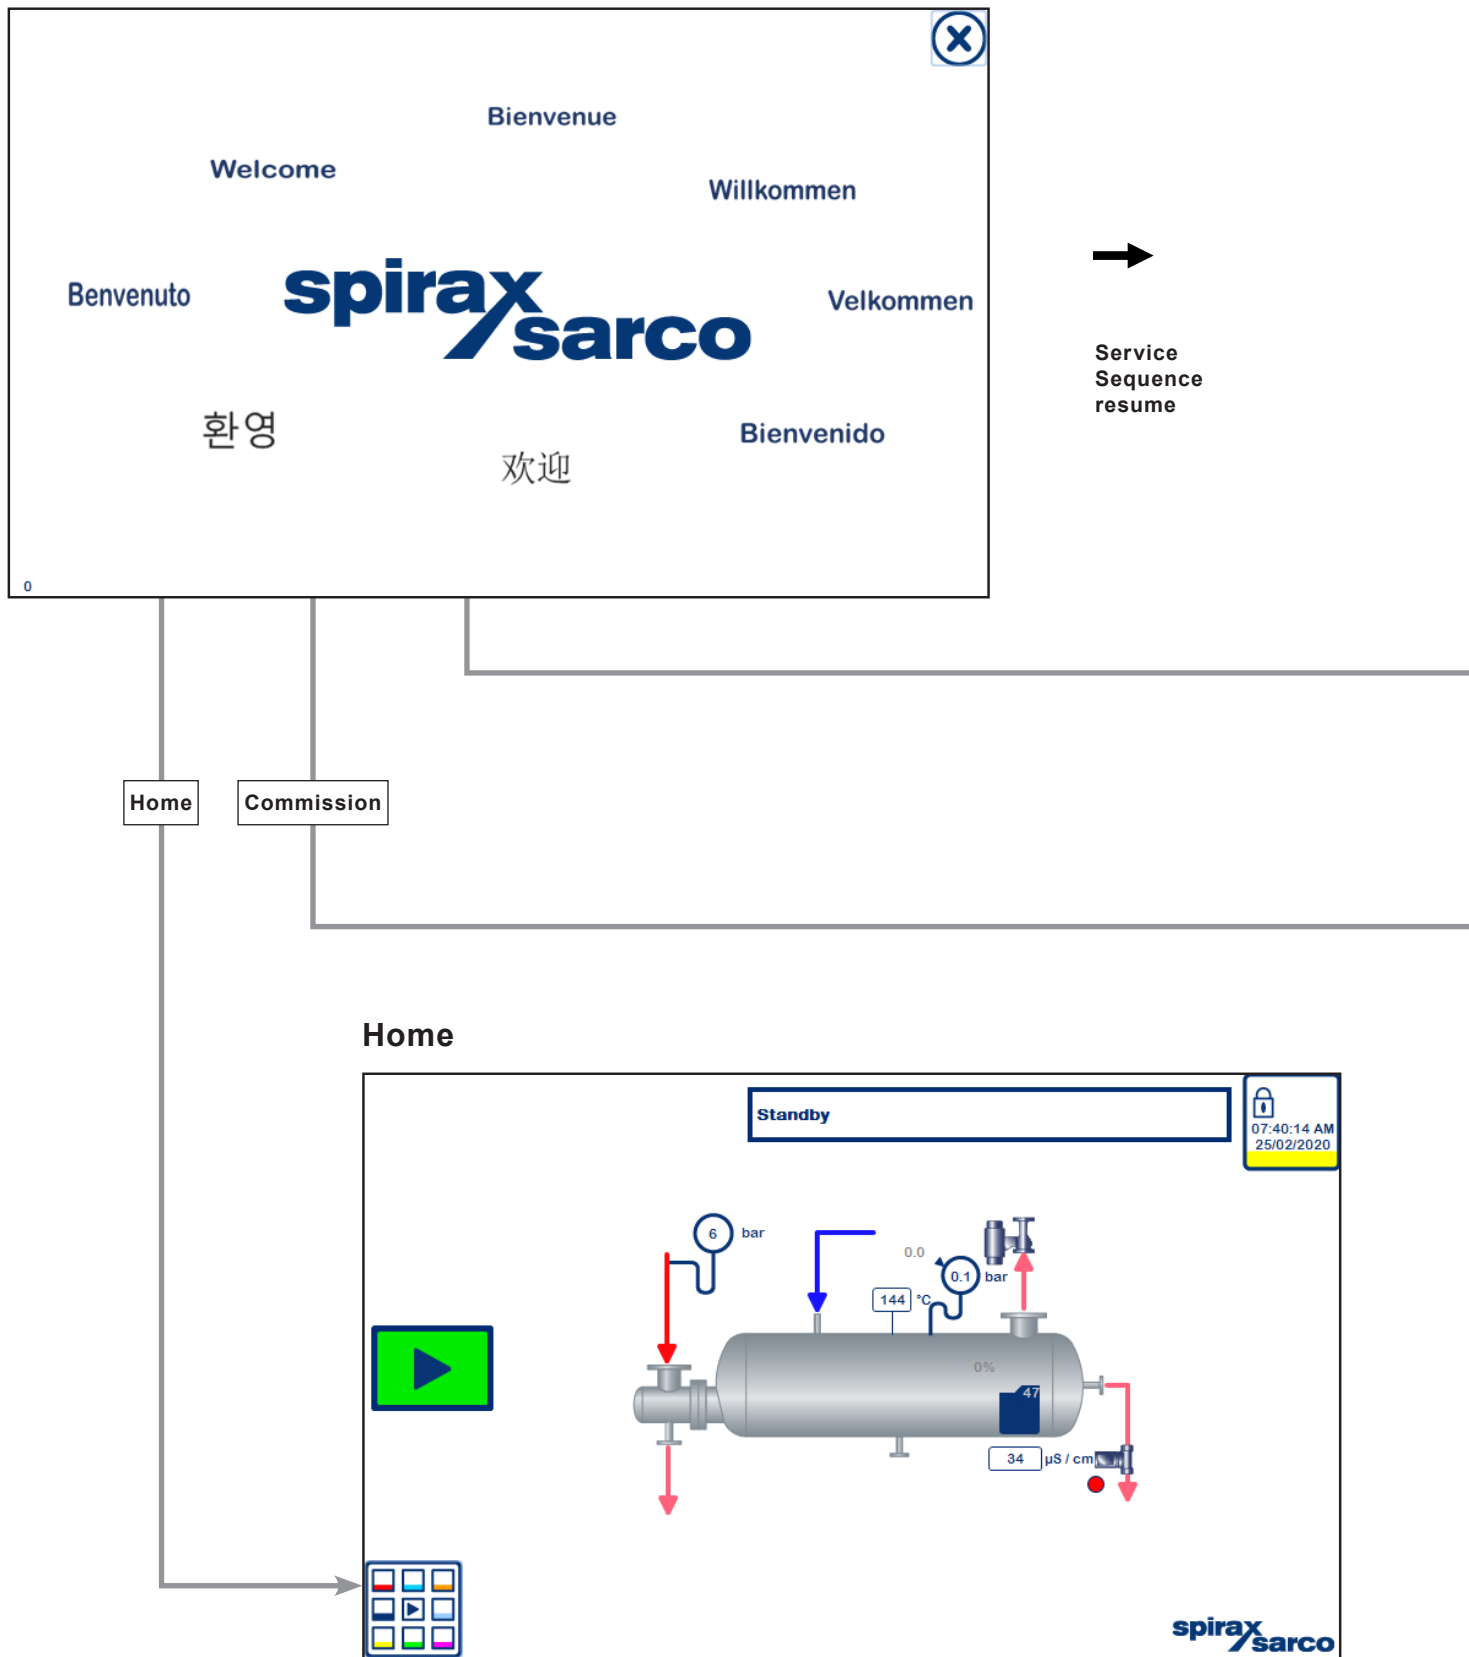 Bienvenue
Welcome
Willkommen
Benvenuto
spirax
sarco
Velkommen
환영
Bienvenido
欢迎
0
Service
Sequence
resume
Home
Commission
Home
Standby
07:40:14 AM
25/02/2020
6 bar
0.0
0.1 bar
144 °C
0%
47
34 µS / cm
spirax
sarco